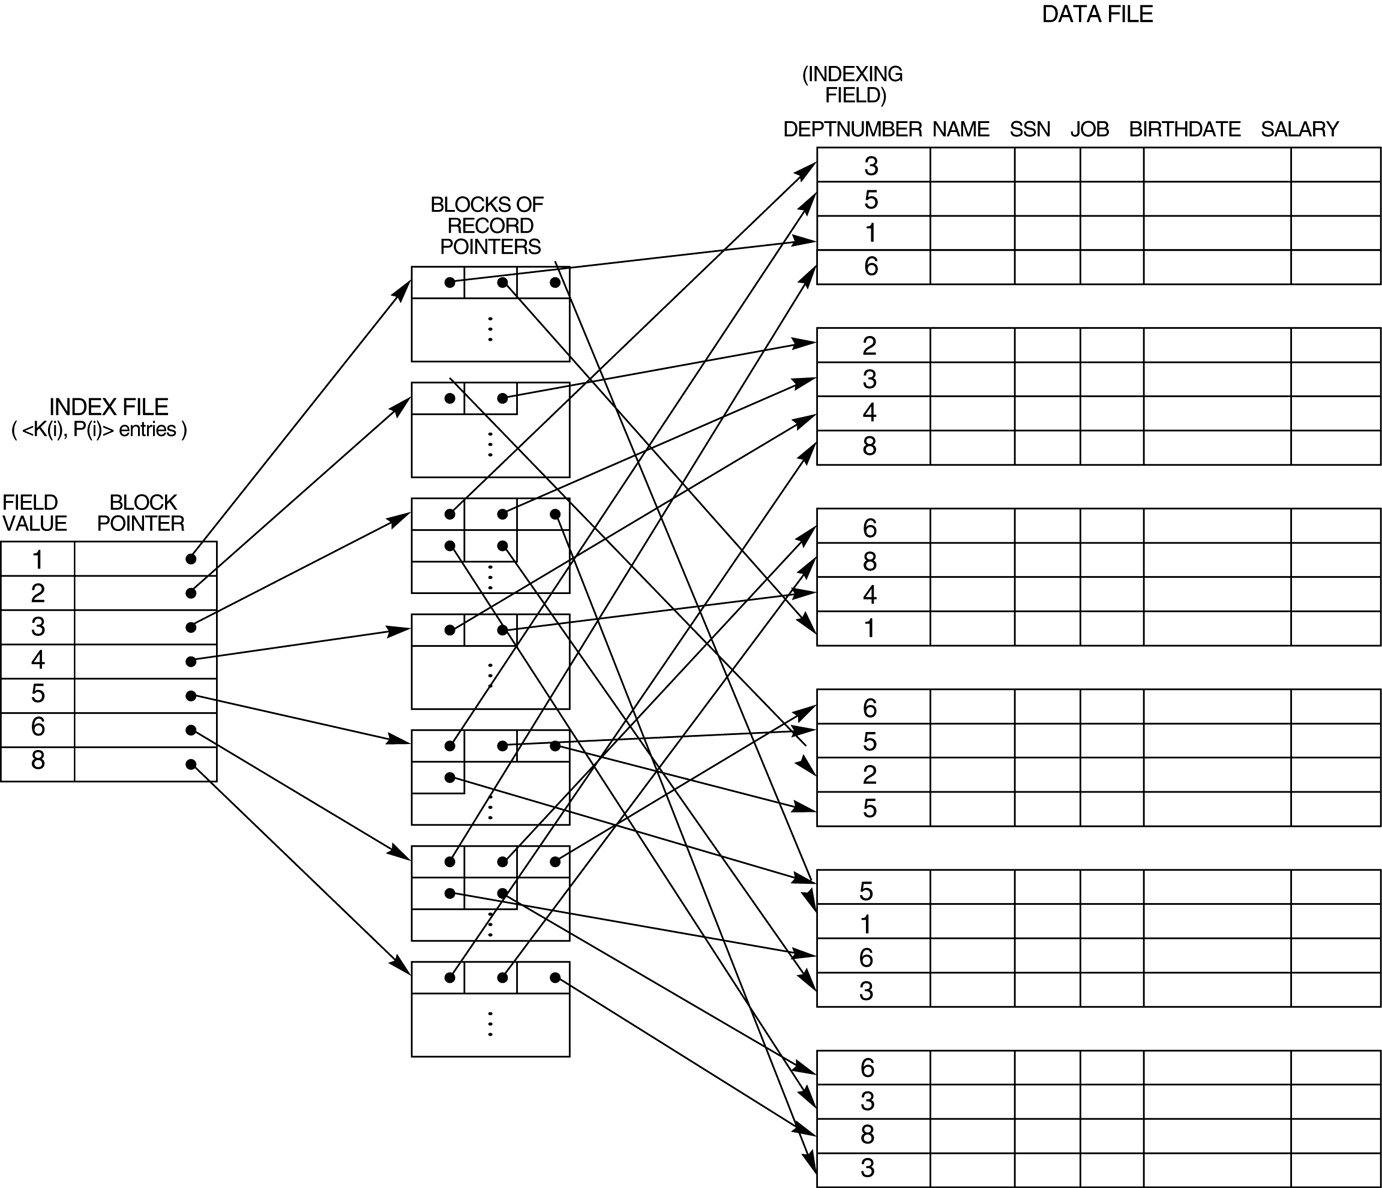 DATA FILE
(INDEXING
FIELD)
DEPTNUMBER NAME SSN JOB BIRTHDATE SALARY
3
5
1
6
BLOCKS OF
RECORD
POINTERS
2
3
4
8
INDEX FILE
( <K(i), P(i)> entries )
FIELD
VALUE
BLOCK
POINTER
1
2
3
4
5
6
8
6
8
4
1
6
5
2
5
5
1
6
3
6
3
8
3